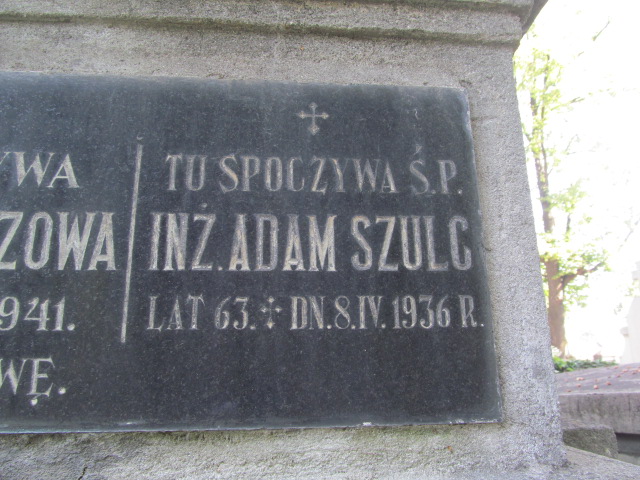 YWA
ZOWA
941.
WĘ.
TU SPOCZYWA Ś.P.
INŻ. ADAM SZULC
LAT 63. ✝ DN. 8. IV. 1936 R.